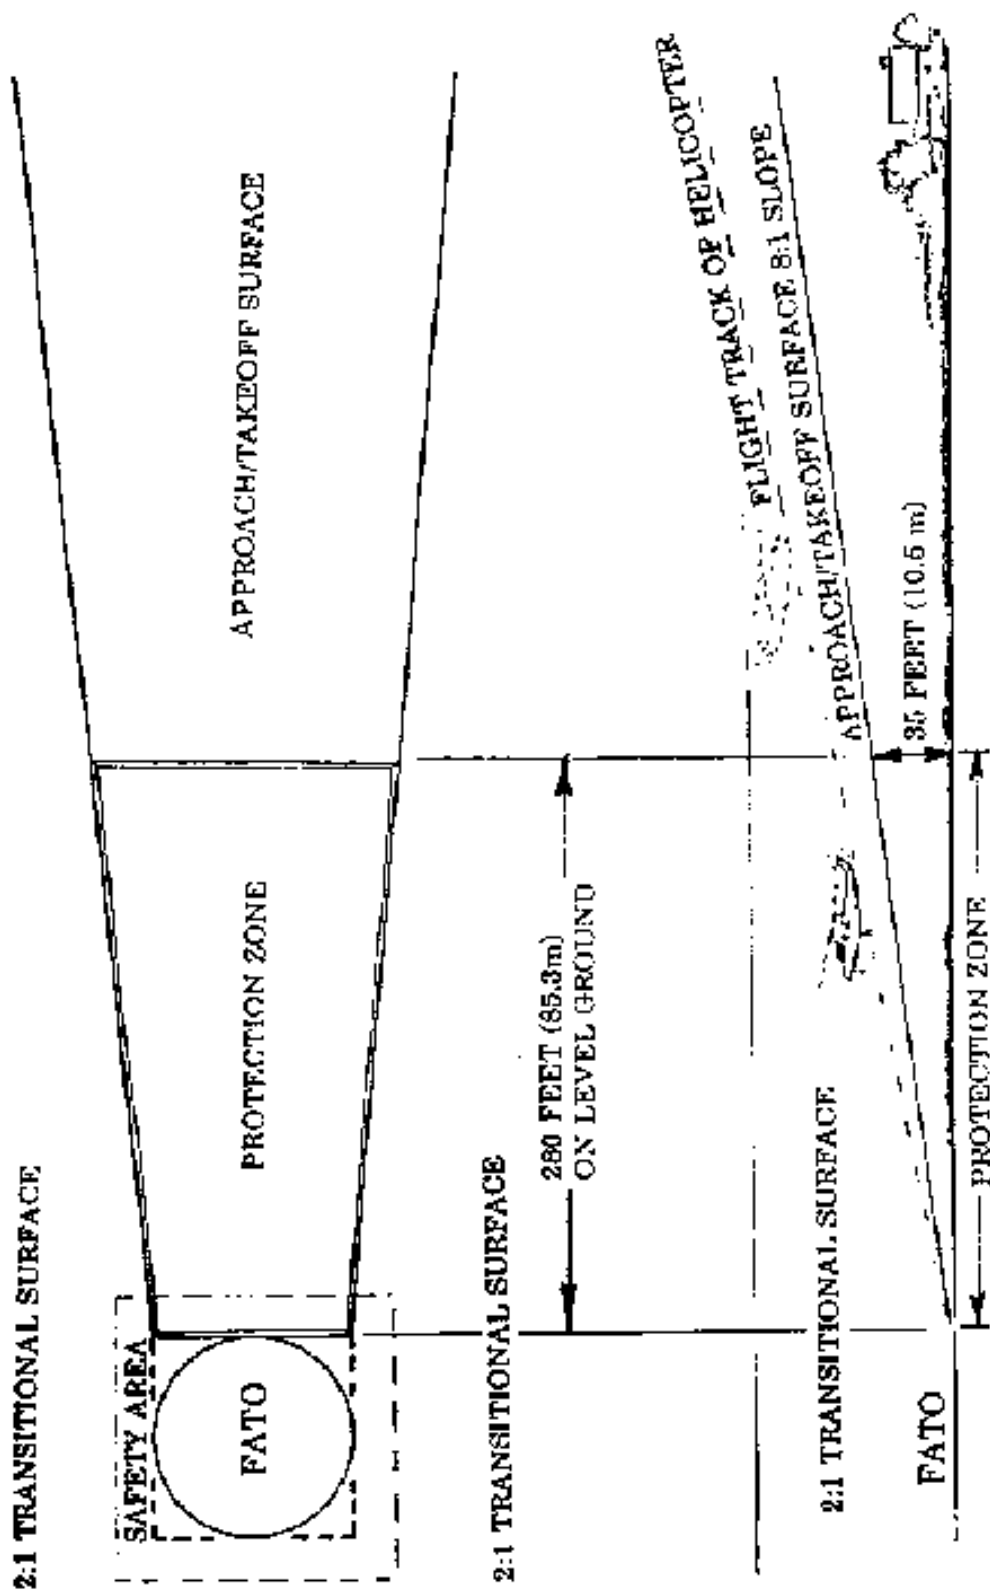 2:1 TRANSITIONAL SURFACE
SAFETY AREA
FATO
PROTECTION ZONE
APPROACH/TAKEOFF SURFACE
2:1 TRANSITIONAL SURFACE
280 FEET (85.3m)
ON LEVEL GROUND
FLIGHT TRACK OF HELICOPTER
APPROACH/TAKEOFF SURFACE 8:1 SLOPE
2:1 TRANSITIONAL SURFACE
35 FEET (10.5 m)
FATO
PROTECTION ZONE